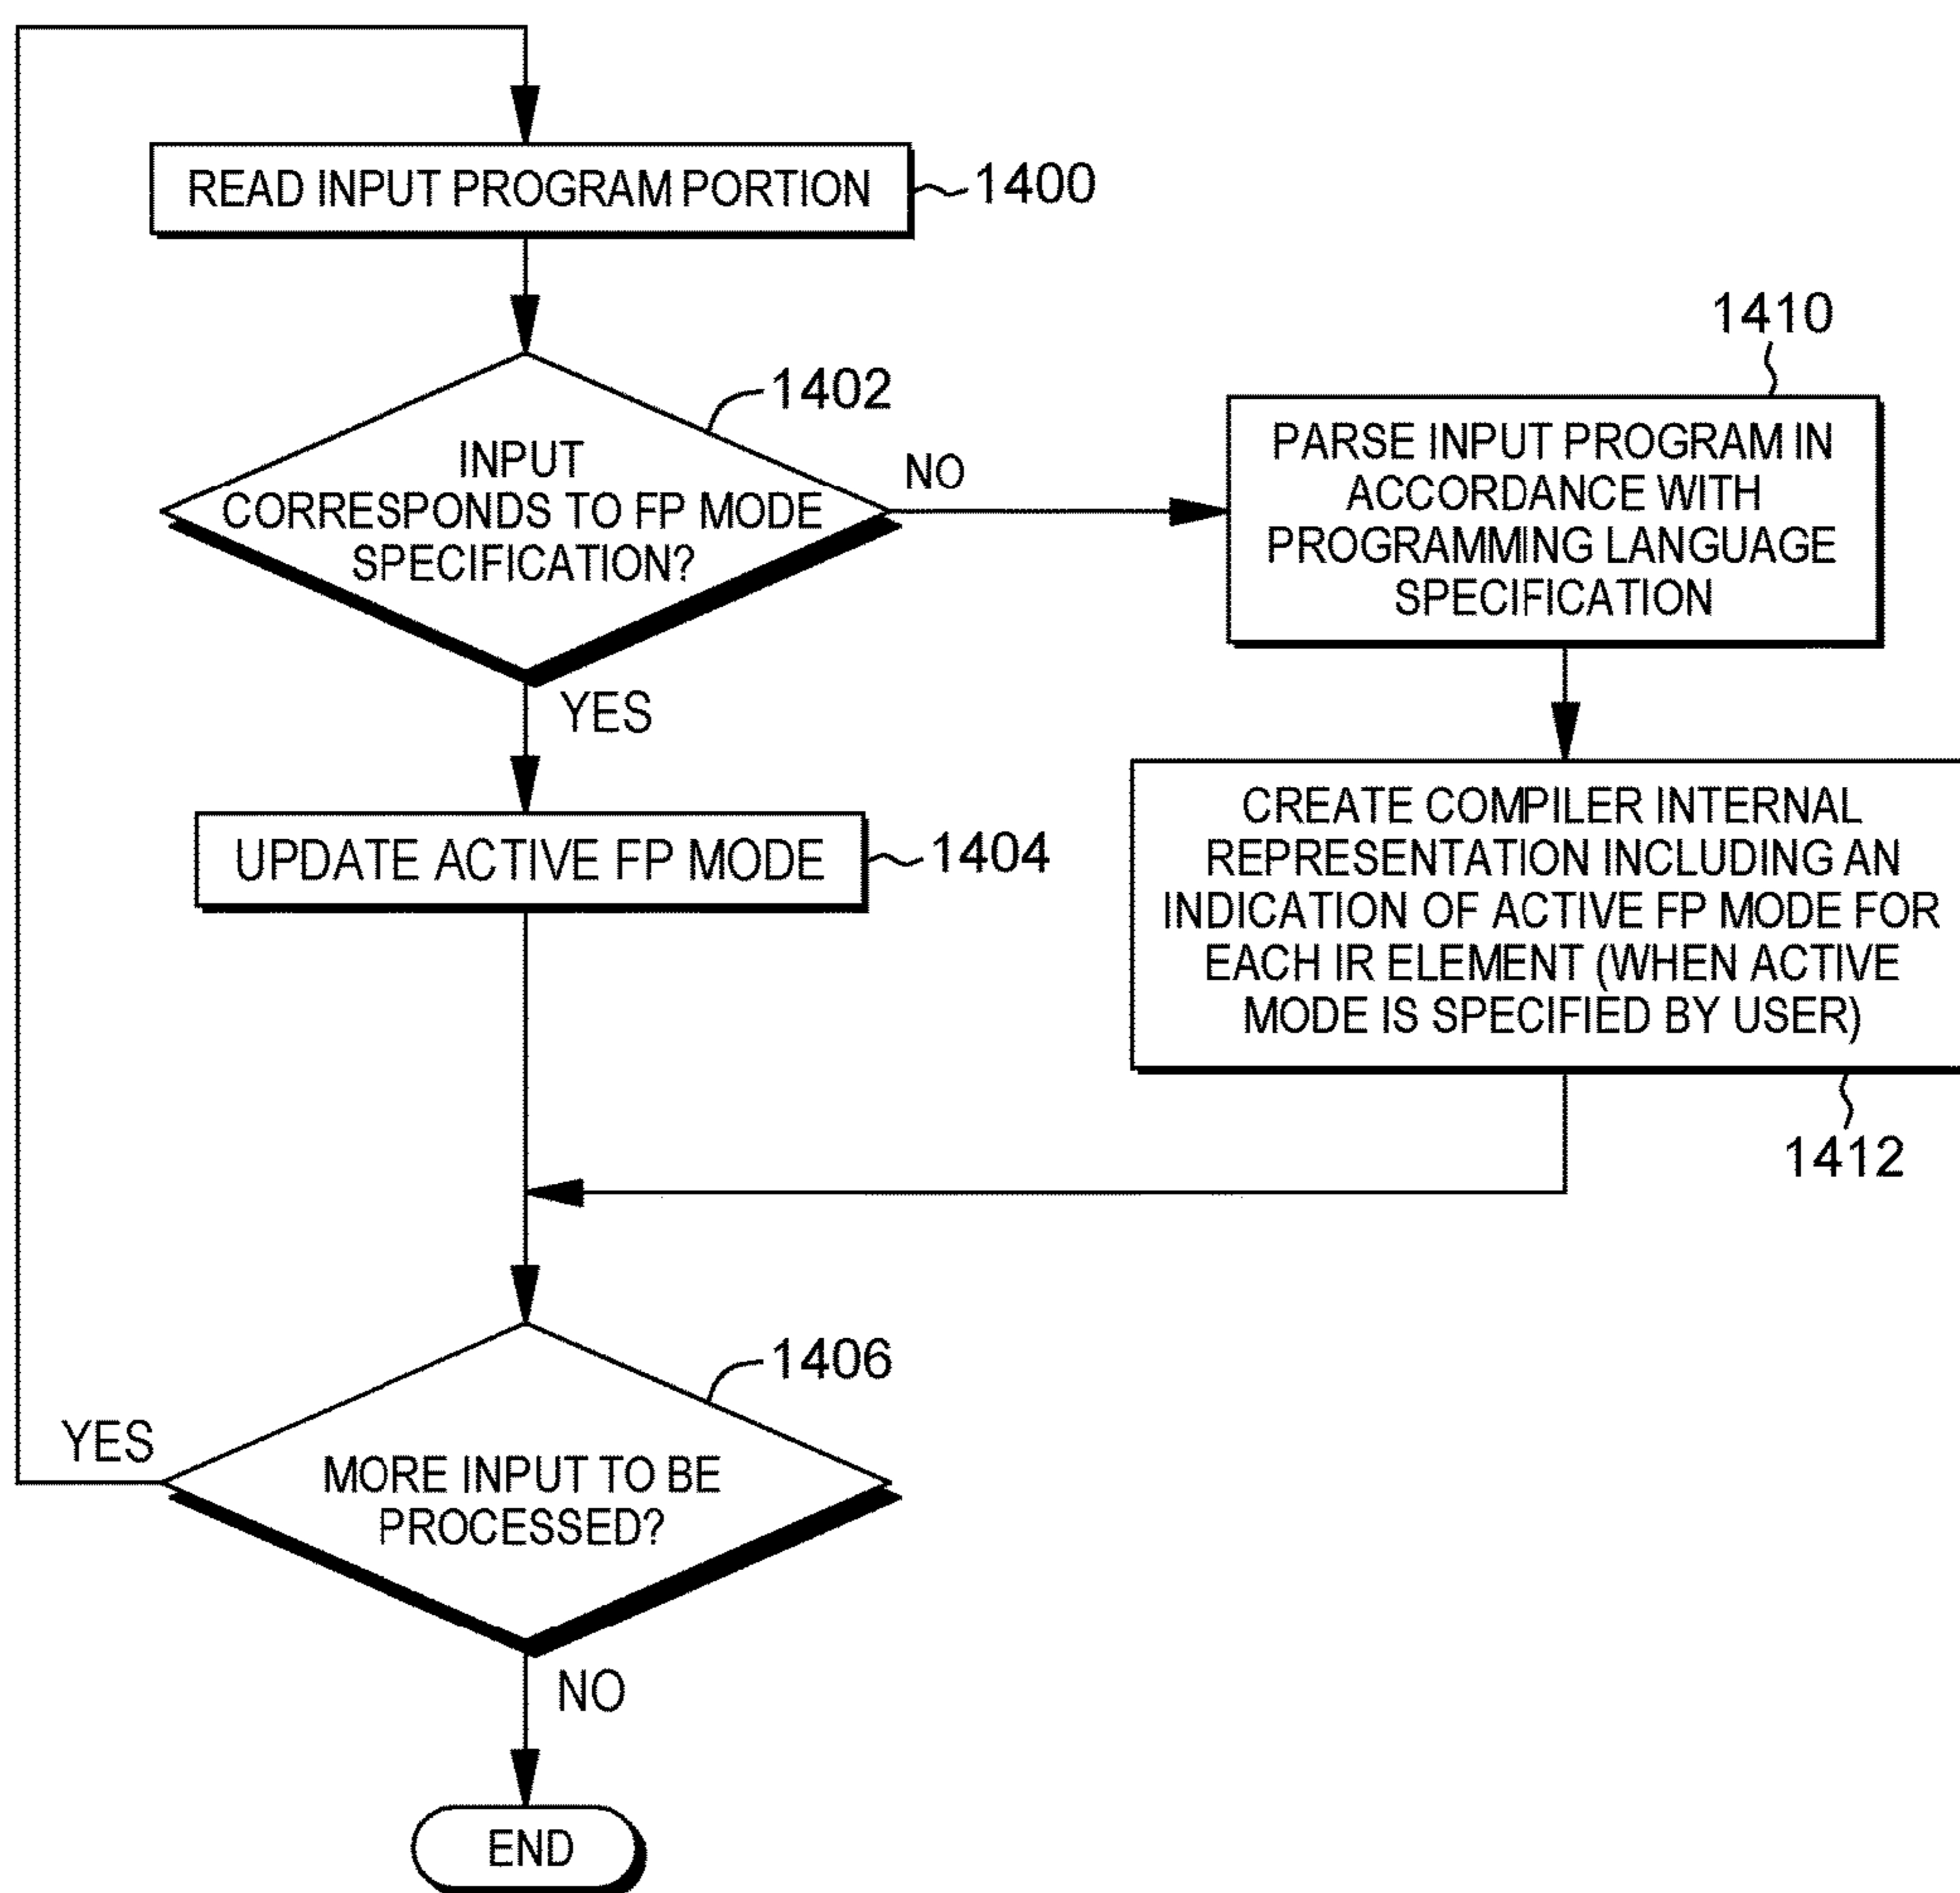 READ INPUT PROGRAM PORTION
1400
1402
INPUT
CORRESPONDS TO FP MODE
SPECIFICATION?
NO
YES
1410
PARSE INPUT PROGRAM IN
ACCORDANCE WITH
PROGRAMMING LANGUAGE
SPECIFICATION
UPDATE ACTIVE FP MODE
1404
CREATE COMPILER INTERNAL
REPRESENTATION INCLUDING AN
INDICATION OF ACTIVE FP MODE FOR
EACH IR ELEMENT (WHEN ACTIVE
MODE IS SPECIFIED BY USER)
1412
1406
YES
MORE INPUT TO BE
PROCESSED?
NO
END